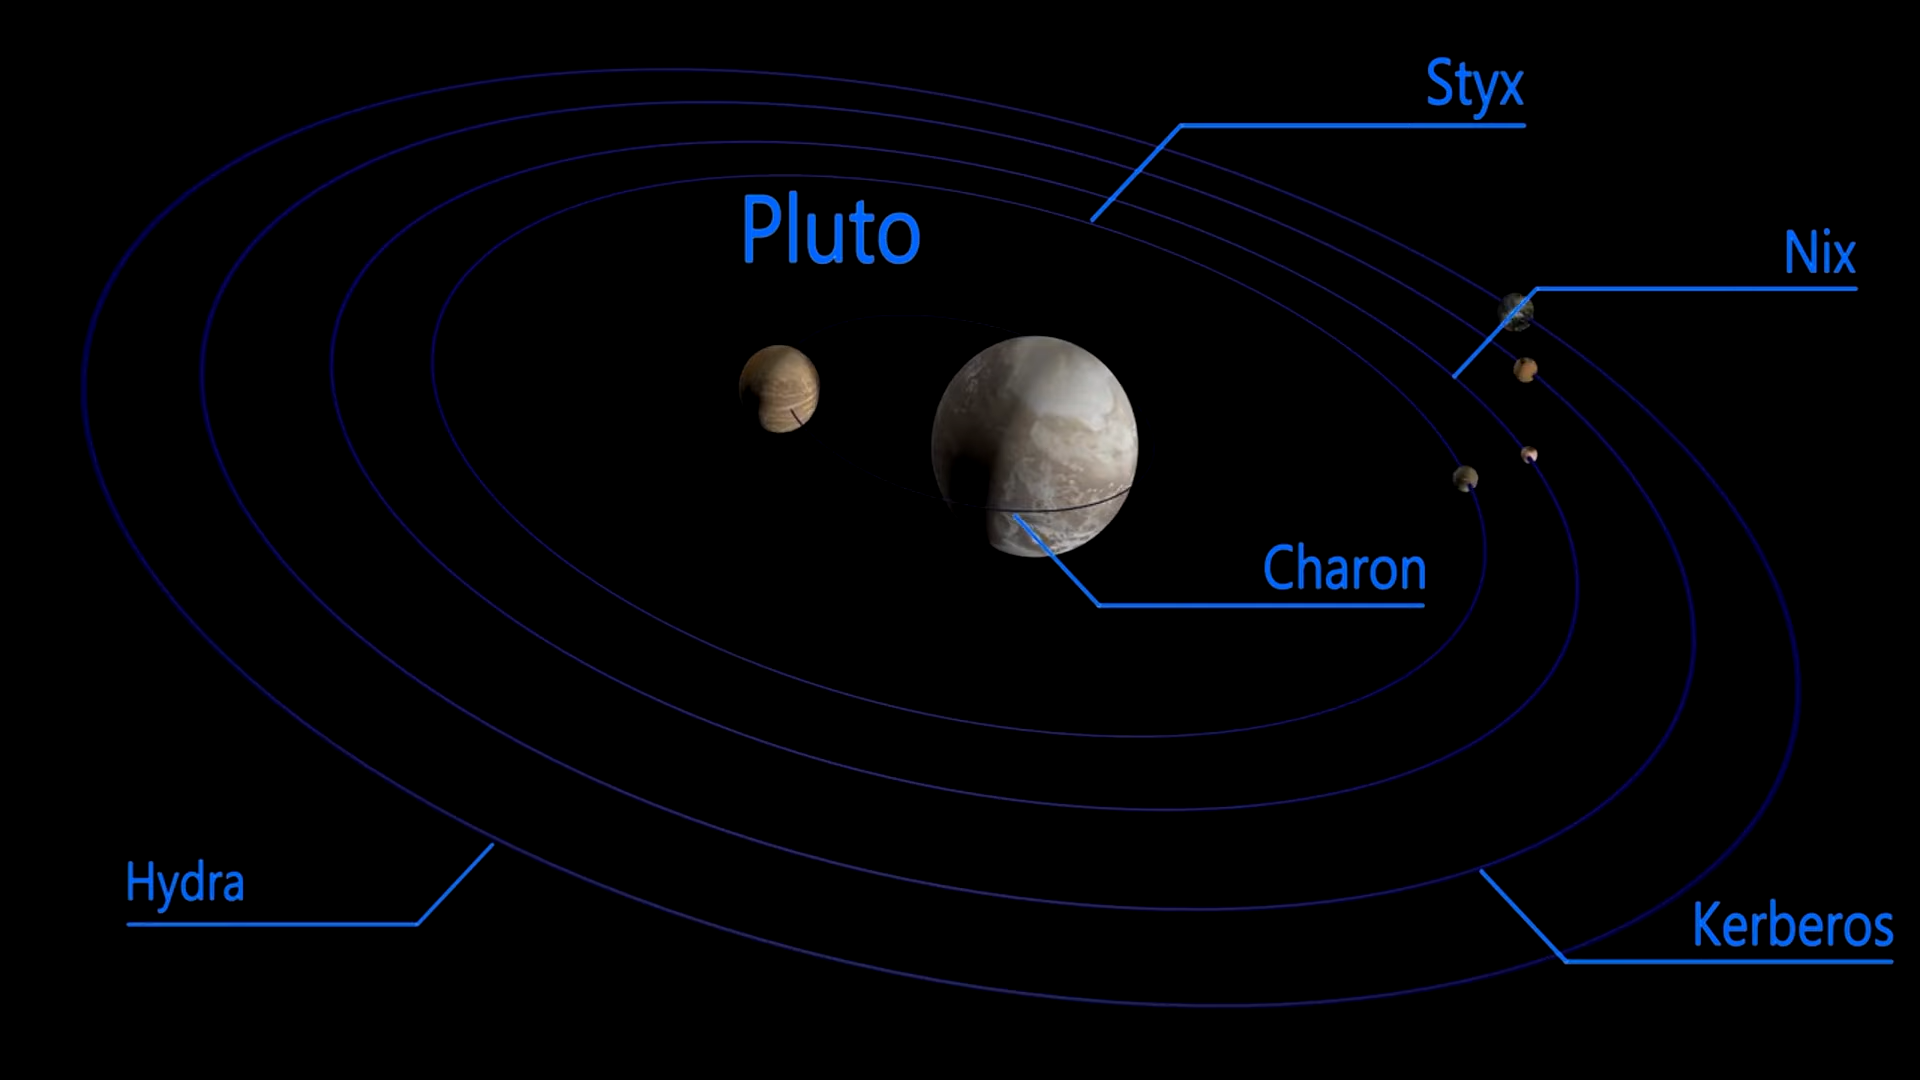 Styx
Pluto
Nix
Charon
Hydra
Kerberos